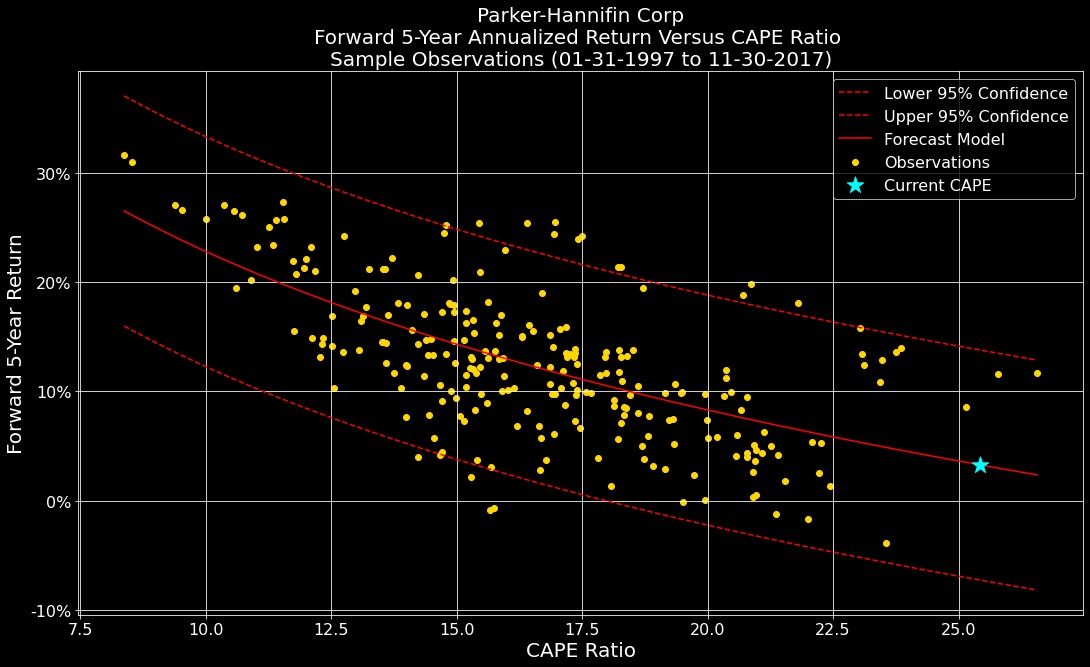 Parker-Hannifin Corp
Forward 5-Year Annualized Return Versus CAPE Ratio
Sample Observations (01-31-1997 to 11-30-2017)
Lower 95% Confidence
Upper 95% Confidence
Forecast Model
Observations
Current CAPE
Forward 5-Year Return
30%
20%
10%
0%
-10%
7.5 10.0 12.5 15.0 17.5 20.0 22.5 25.0
CAPE Ratio